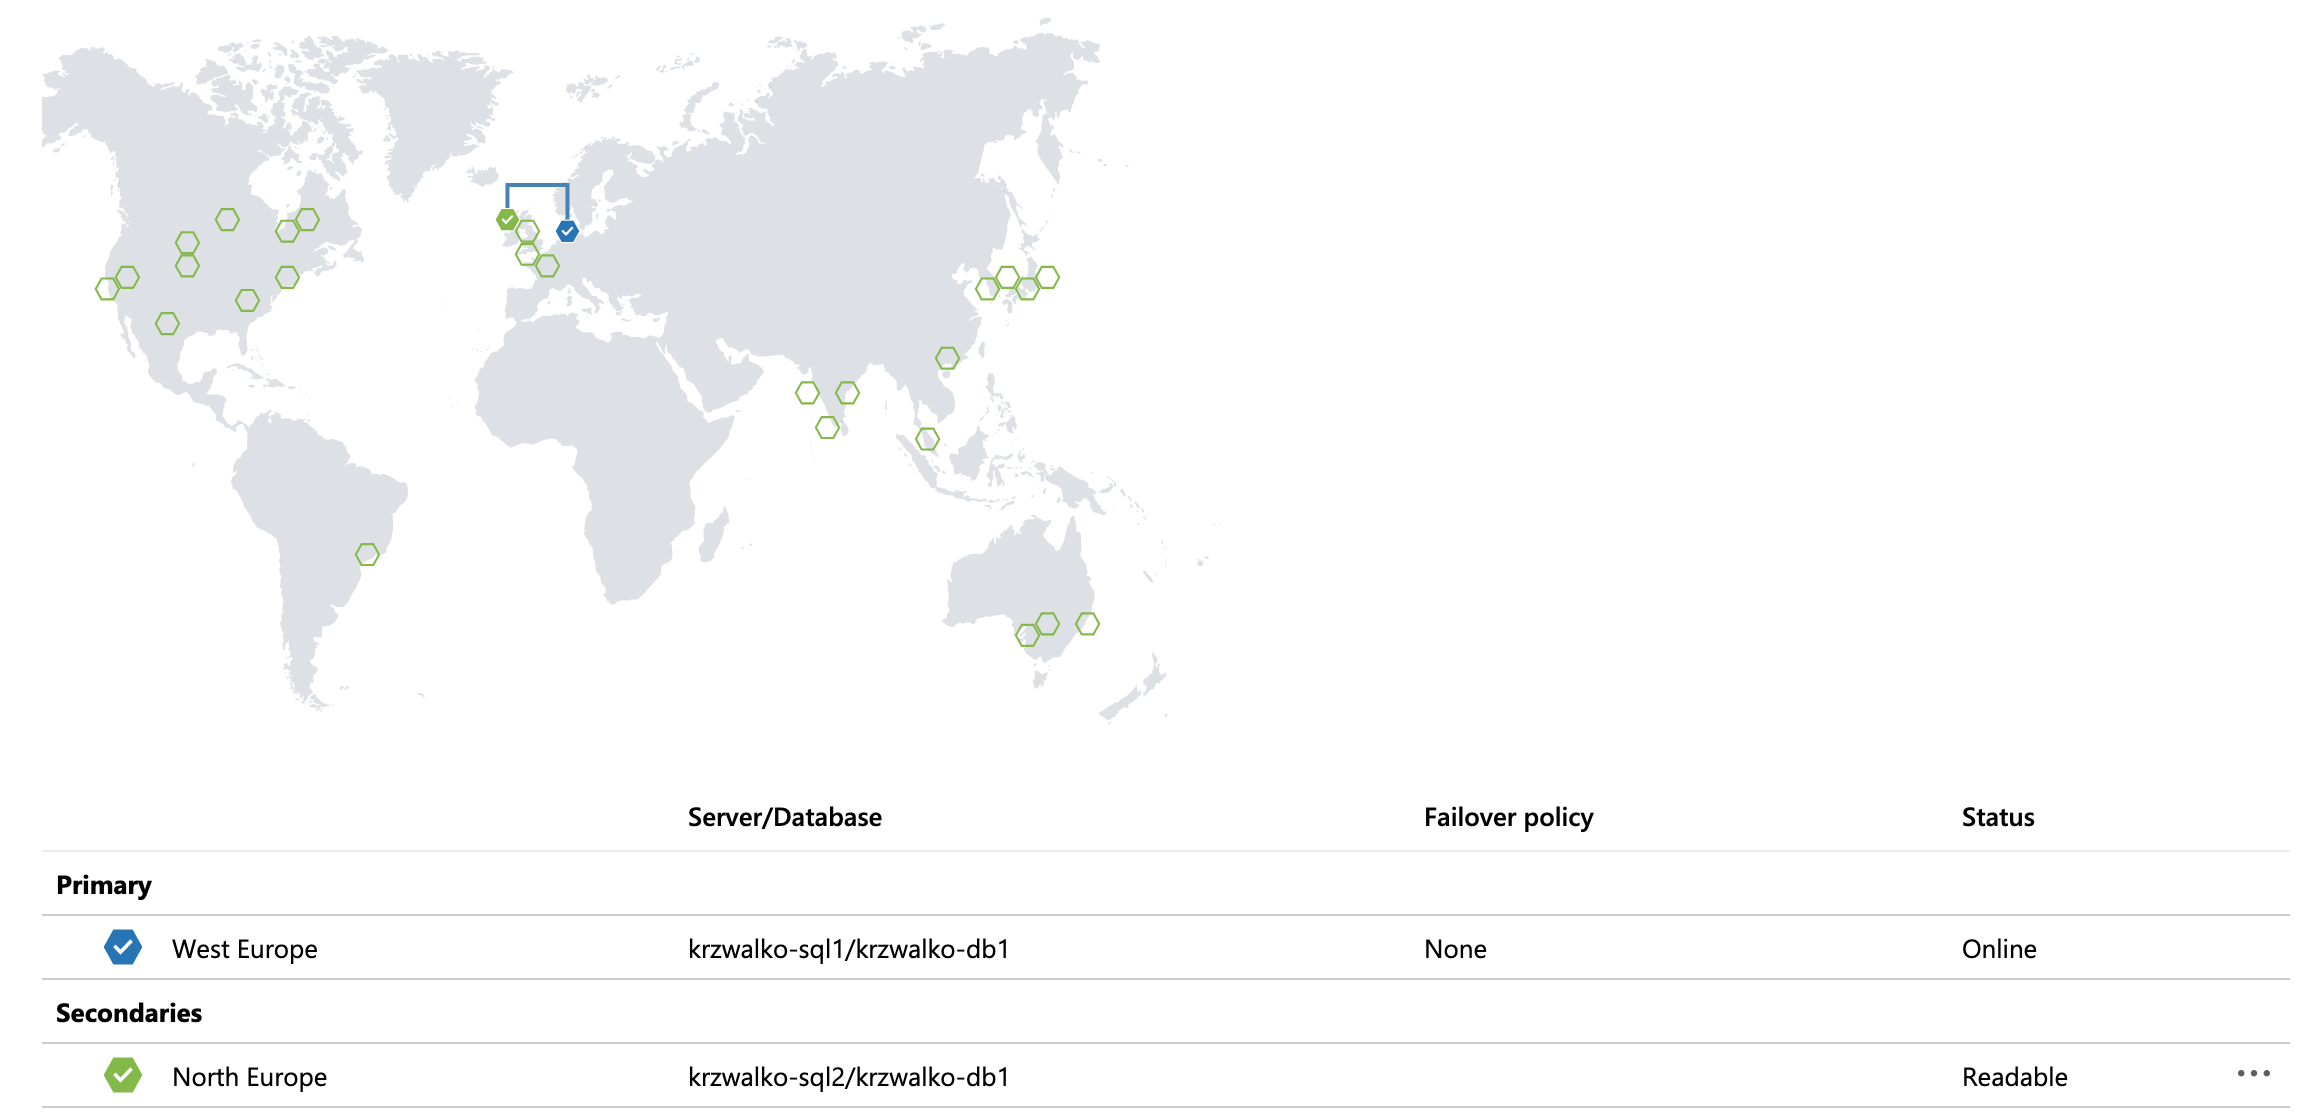 Server/Database Failover policy Status
Primary
West Europe krzwalko-sql1/krzwalko-db1 None Online
Secondaries
North Europe krzwalko-sql2/krzwalko-db1 Readable ...